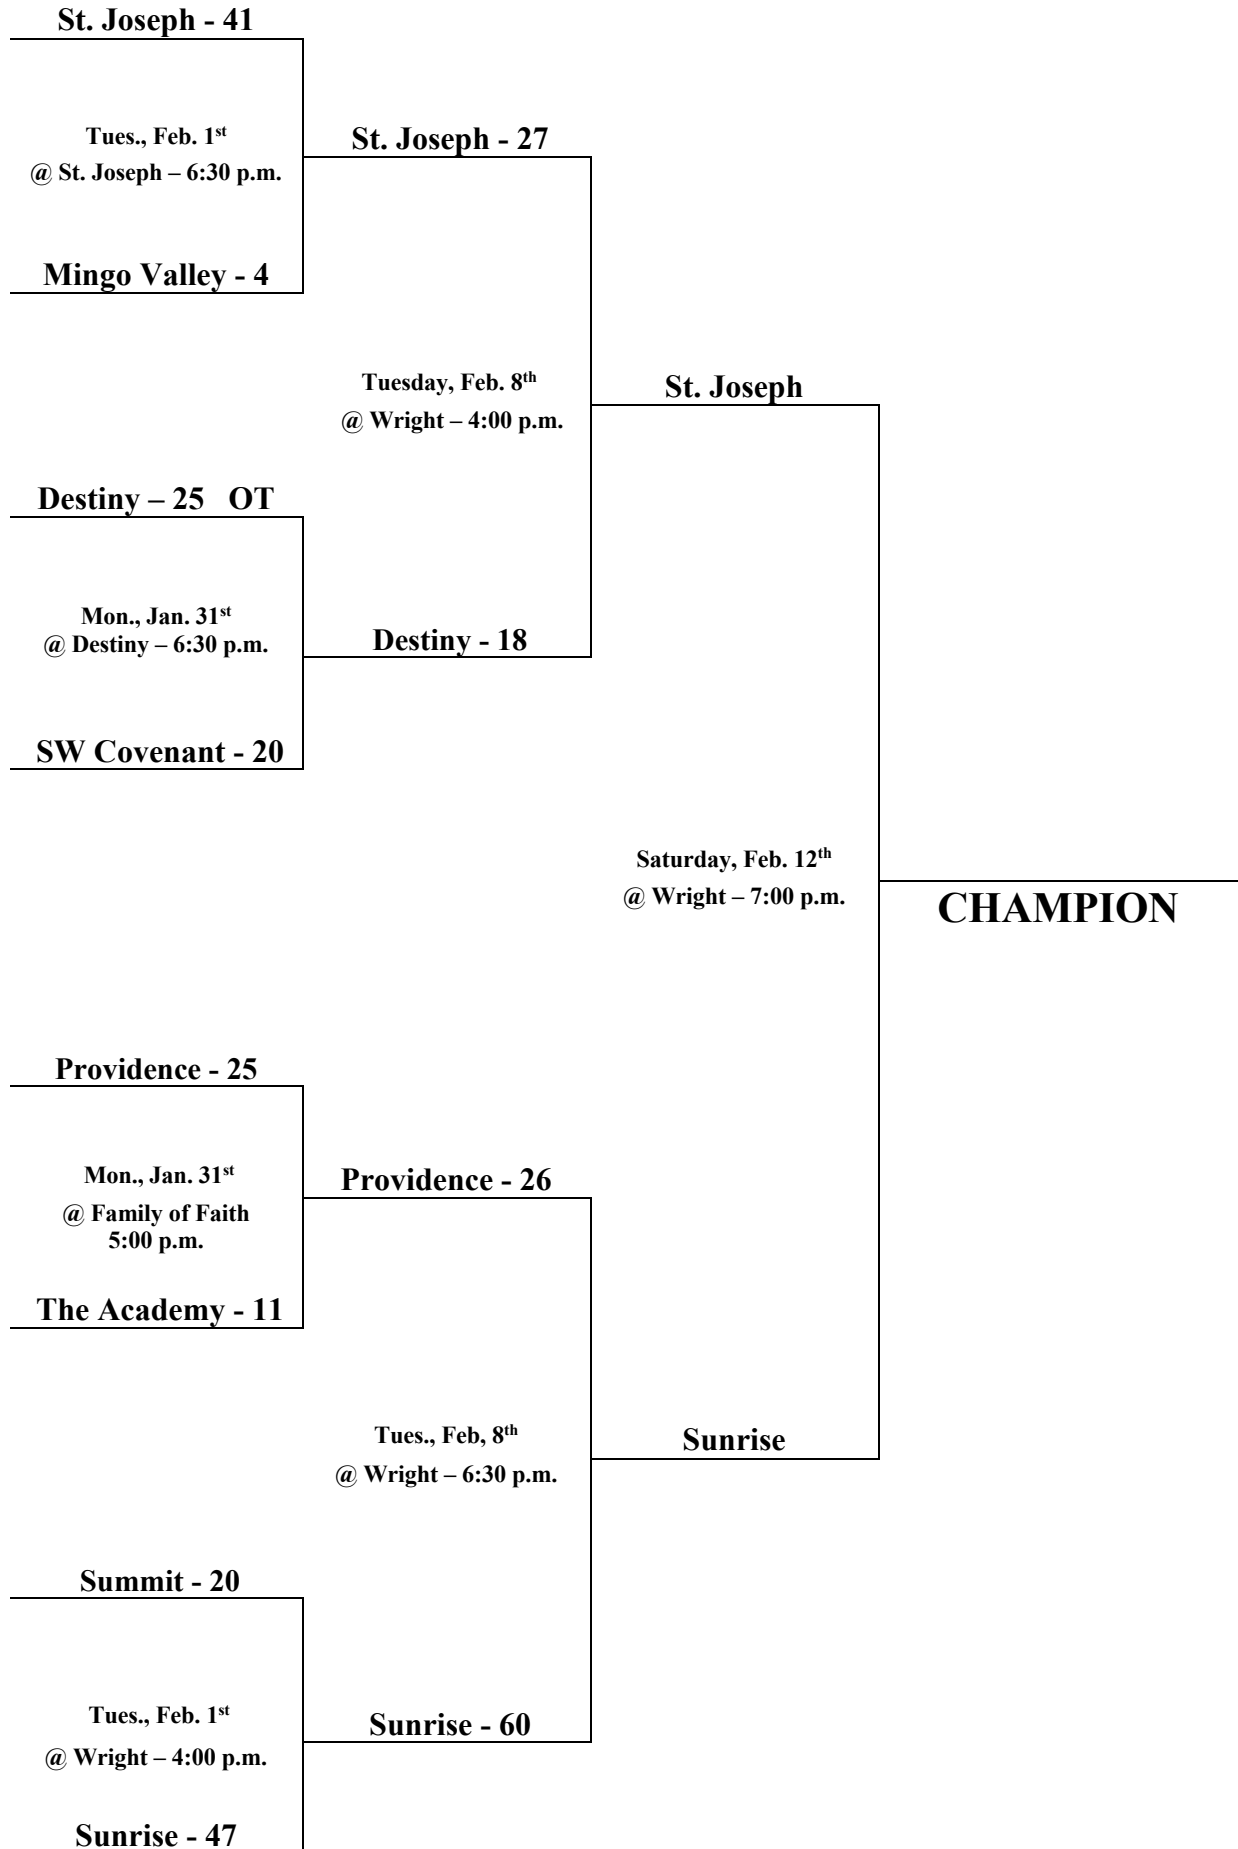 St. Joseph - 41
Tues., Feb. 1st
@ St. Joseph – 6:30 p.m.
Mingo Valley - 4
St. Joseph - 27
Tuesday, Feb. 8th
@ Wright – 4:00 p.m.
St. Joseph
Destiny – 25 OT
Mon., Jan. 31st
@ Destiny – 6:30 p.m.
Destiny - 18
SW Covenant - 20
Saturday, Feb. 12th
@ Wright – 7:00 p.m.
CHAMPION
Providence - 25
Mon., Jan. 31st
@ Family of Faith
5:00 p.m.
Providence - 26
The Academy - 11
Tues., Feb, 8th
@ Wright – 6:30 p.m.
Sunrise
Summit - 20
Tues., Feb. 1st
@ Wright – 4:00 p.m.
Sunrise - 60
Sunrise - 47